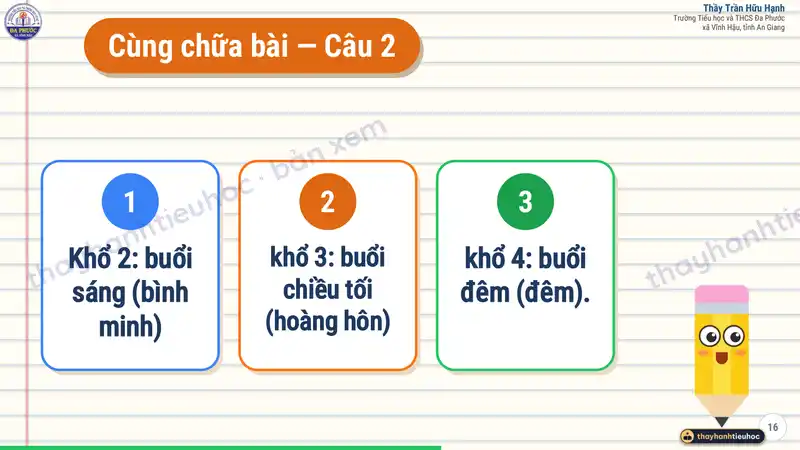 Thầy Trần Hữu Hạnh
Trường Tiểu học và THCS Đa Phước
xã Vĩnh Hậu, tỉnh An Giang
ĐA PHƯỚC
Cùng chữa bài – Câu 2
1
Khổ 2: buổi
sáng (bình
minh)
2
khổ 3: buổi
chiều tối
(hoàng hôn)
3
khổ 4: buổi
đêm (đêm).
thayhanhtieuhoc · bản xem
thayhanhtieuhoc
16